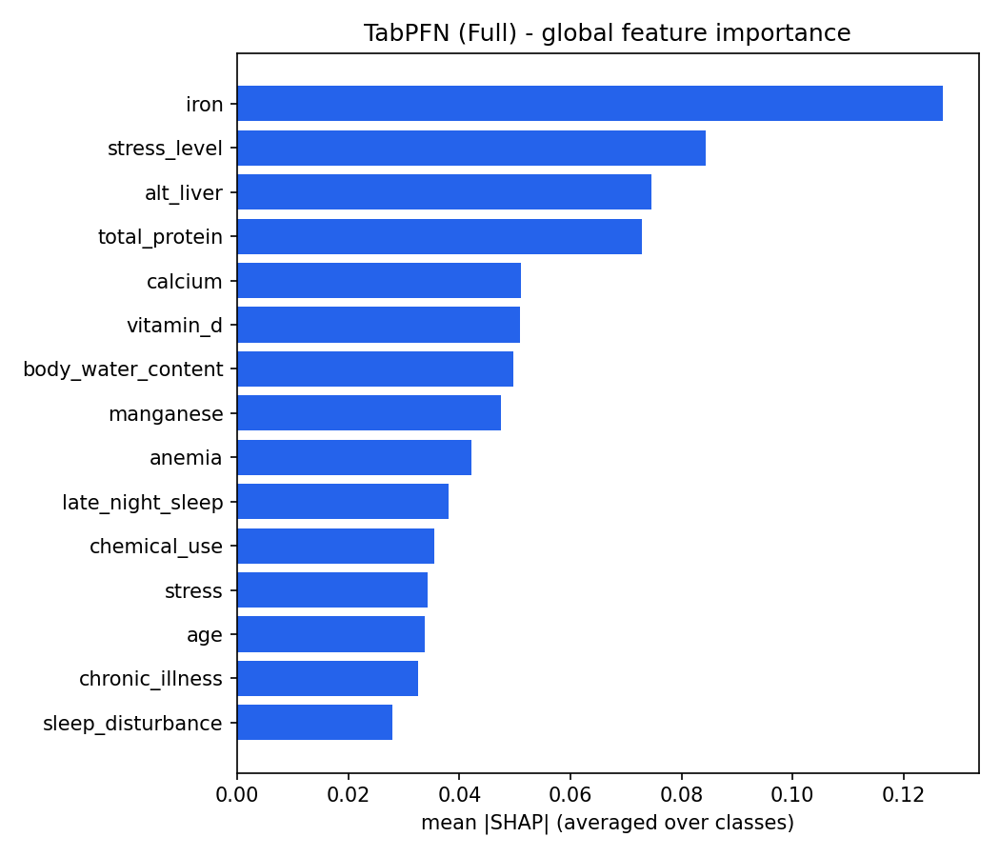 TabPFN (Full) - global feature importance
iron
stress_level
alt_liver
total_protein
calcium
vitamin_d
body_water_content
manganese
anemia
late_night_sleep
chemical_use
stress
age
chronic_illness
sleep_disturbance
0.00 0.02 0.04 0.06 0.08 0.10 0.12
mean |SHAP| (averaged over classes)